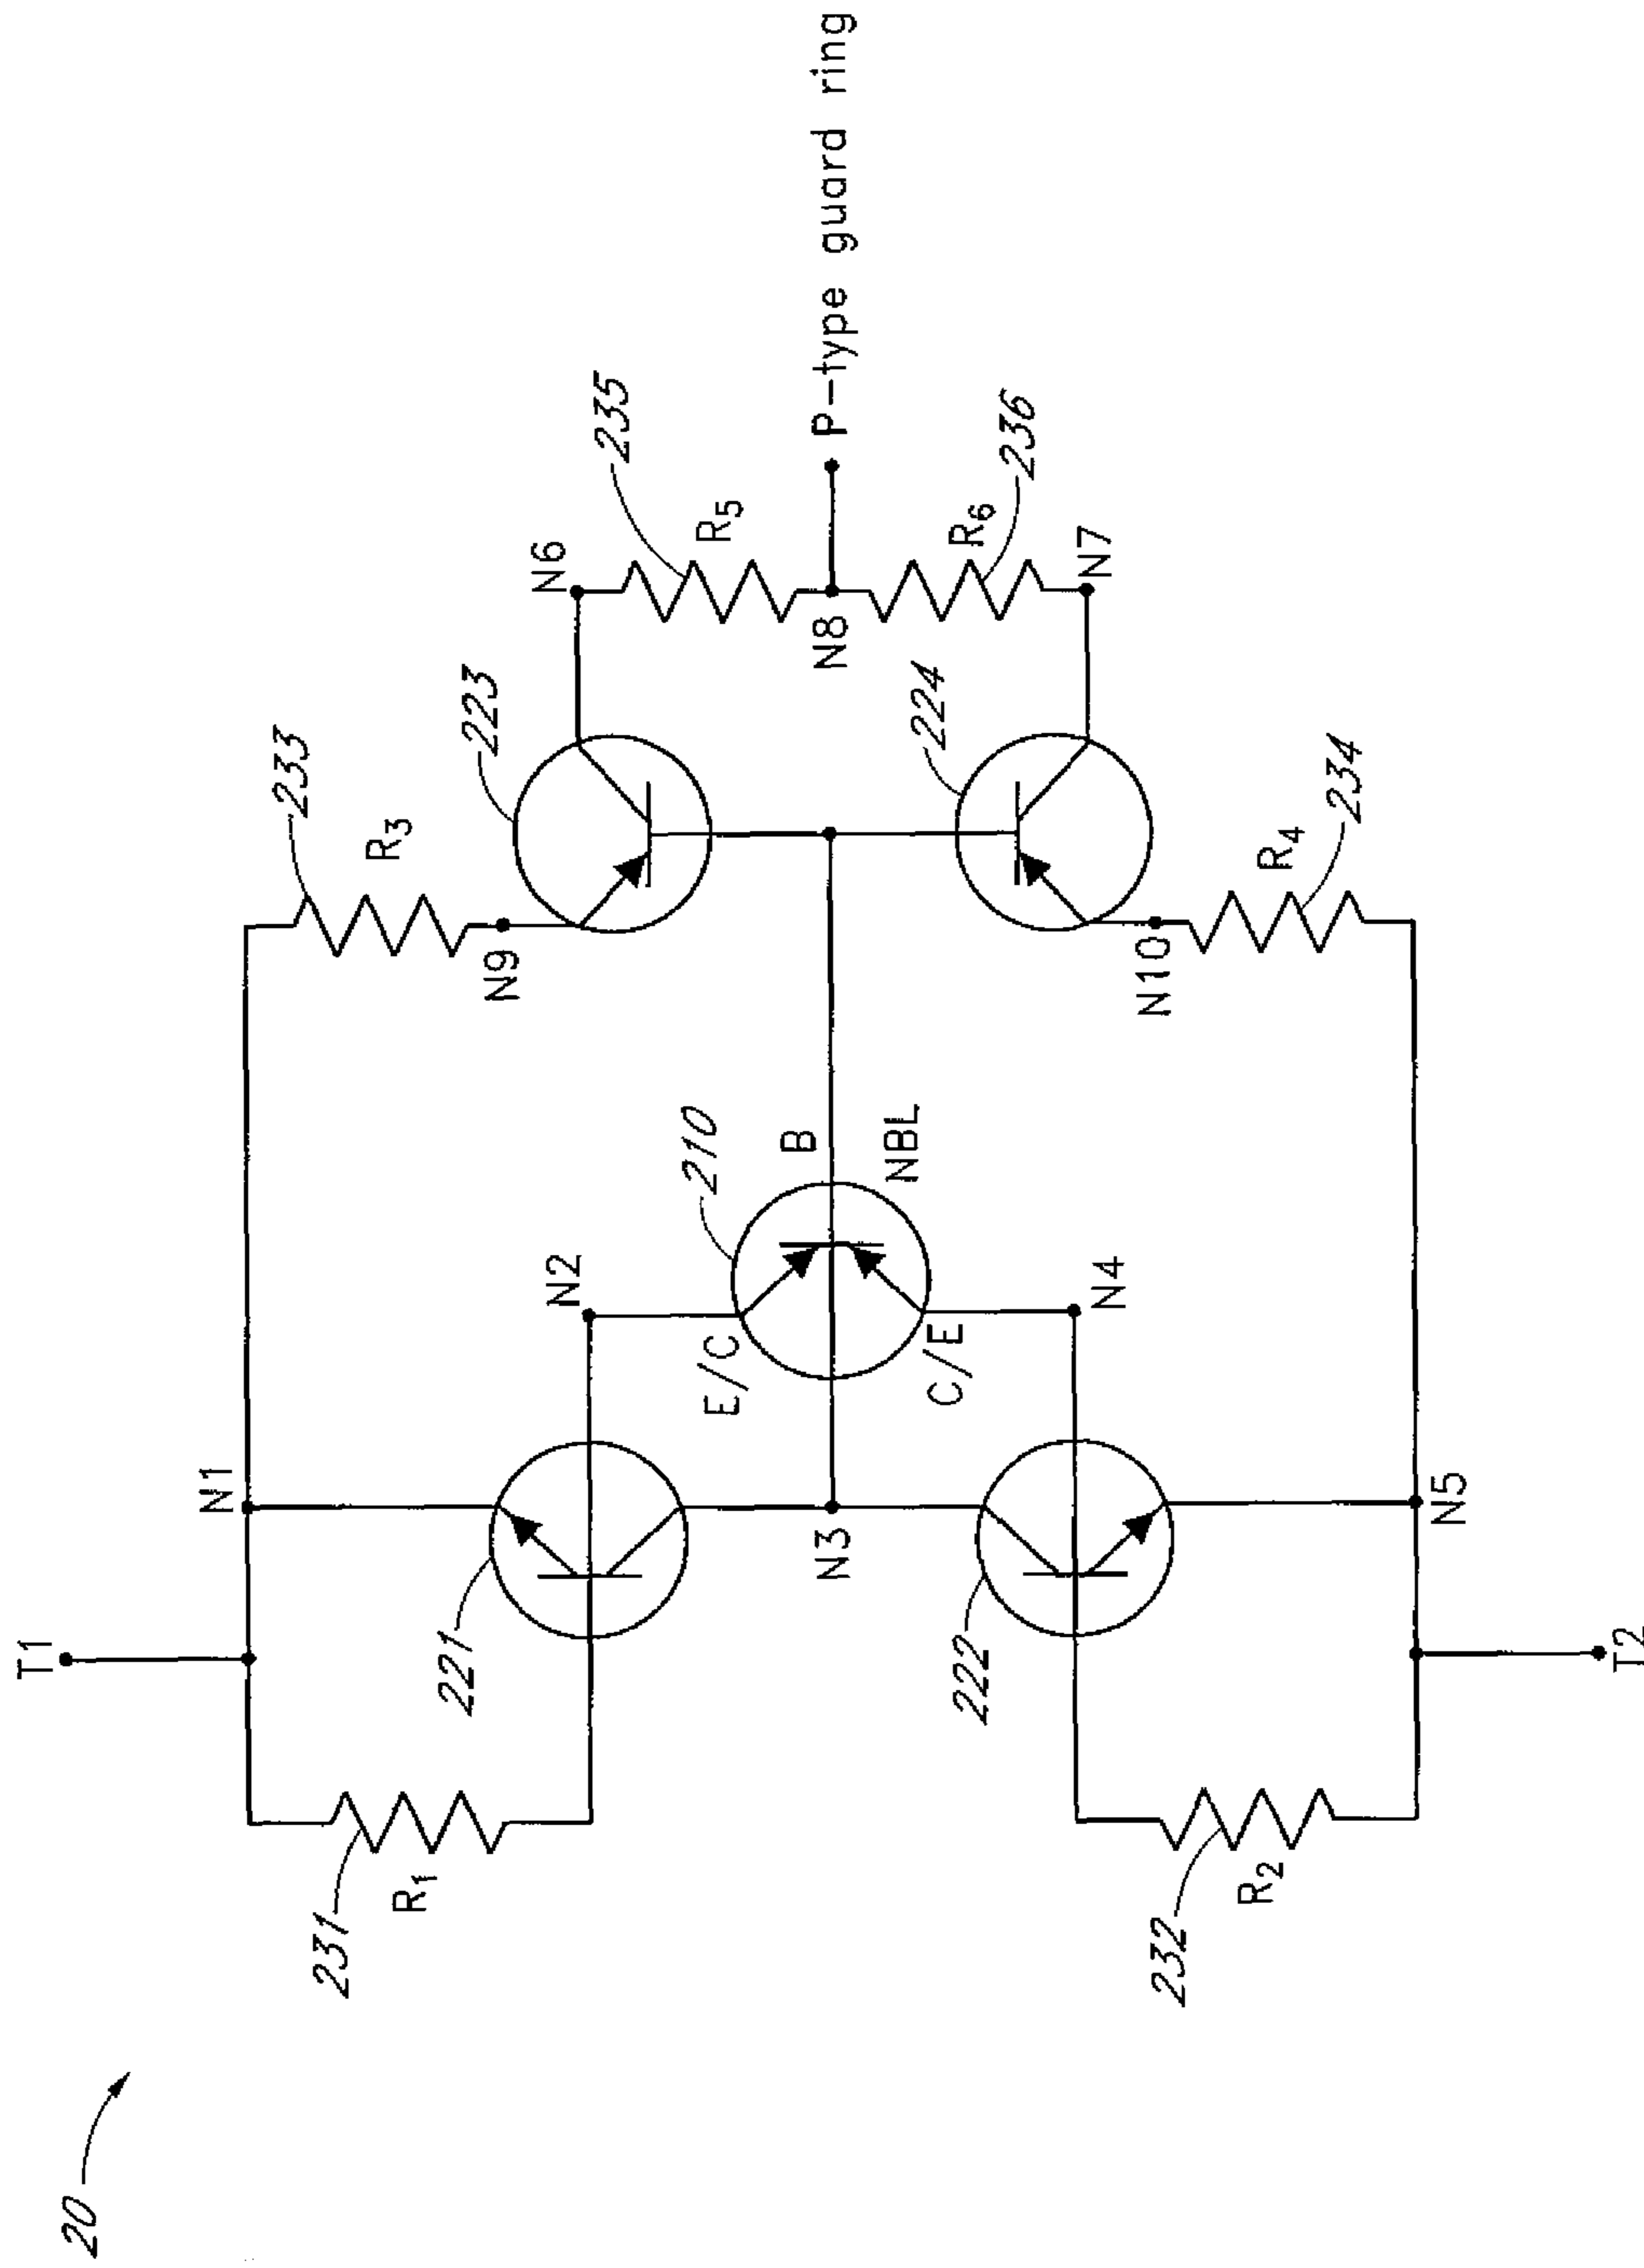 20
T1
N1
231
R1
221
233
R3
N9
223
N6
235
R5
N2
210
E/C
B
N3
NBL
N8
P-type guard ring
C/E
N4
R6
236
N7
224
222
N10
R4
234
232
R2
N5
T2